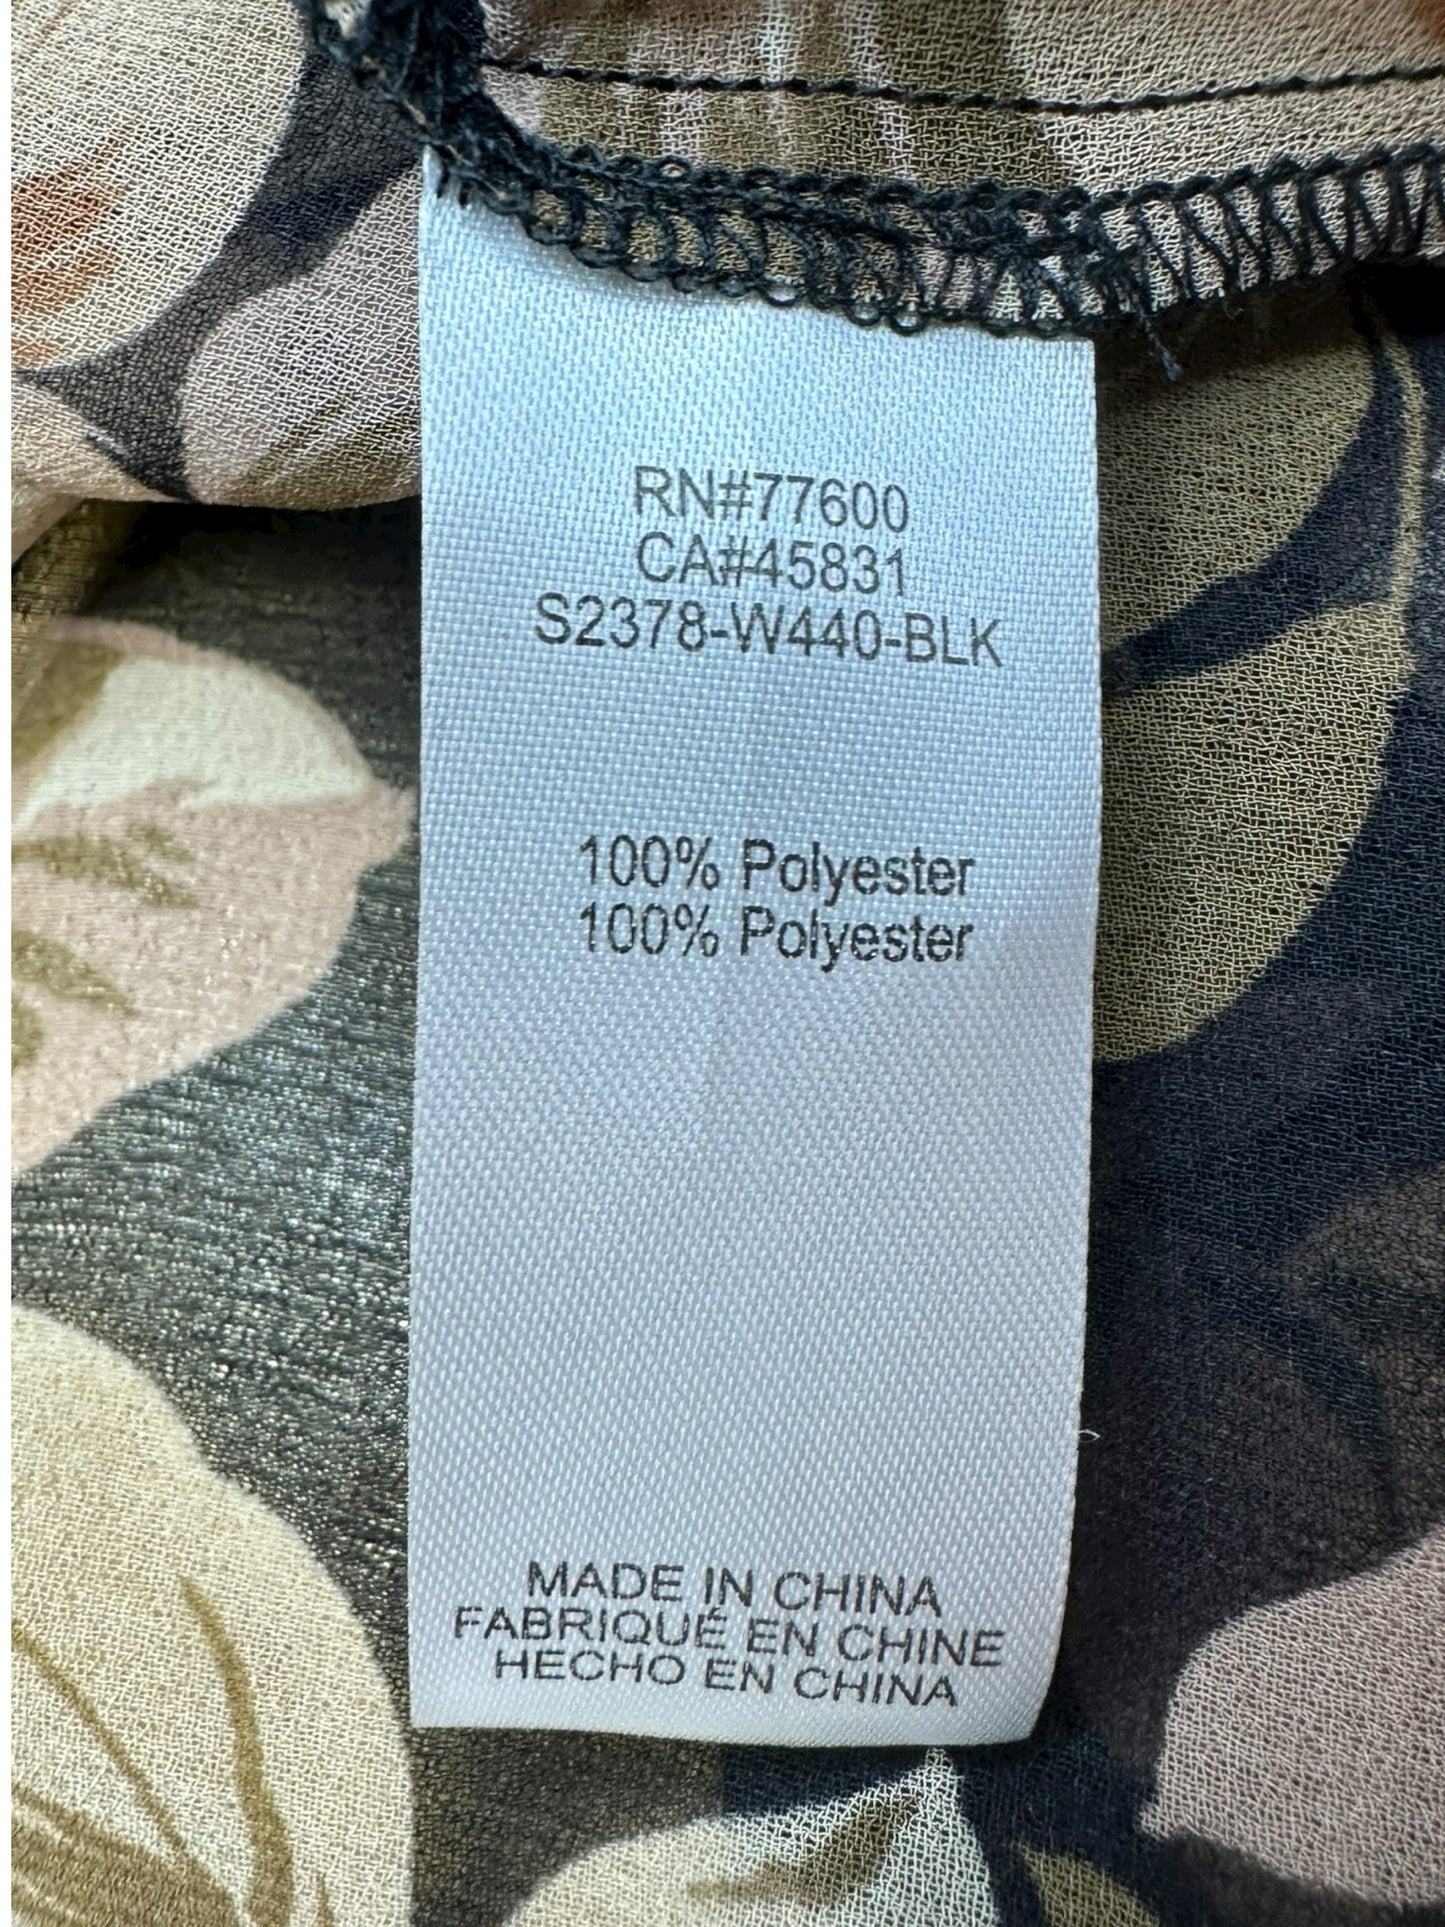 RN#77600
CA#45831
S2378-W440-BLK
100% Polyester
100% Polyester
MADE IN CHINA
FABRIQUÉ EN CHINE
HECHO EN CHINA